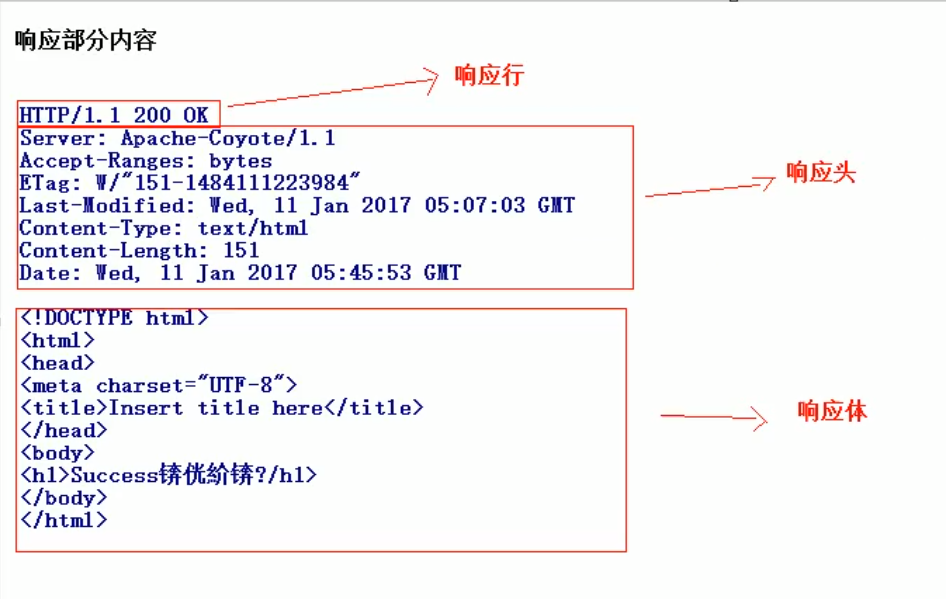 响应部分内容
响应行
HTTP/1.1 200 OK
Server: Apache-Coyote/1.1
Accept-Ranges: bytes
ETag: W/"151-1484111223984"
响应头
Last-Modified: Wed, 11 Jan 2017 05:07:03 GMT
Content-Type: text/html
Content-Length: 151
Date: Wed, 11 Jan 2017 05:45:53 GMT
<!DOCTYPE html>
<html>
<head>
<meta charset="UTF-8">
<title>Insert title here</title>
</head>
响应体
<body>
<h1>Success锛侊紒锛?/h1>
</body>
</html>